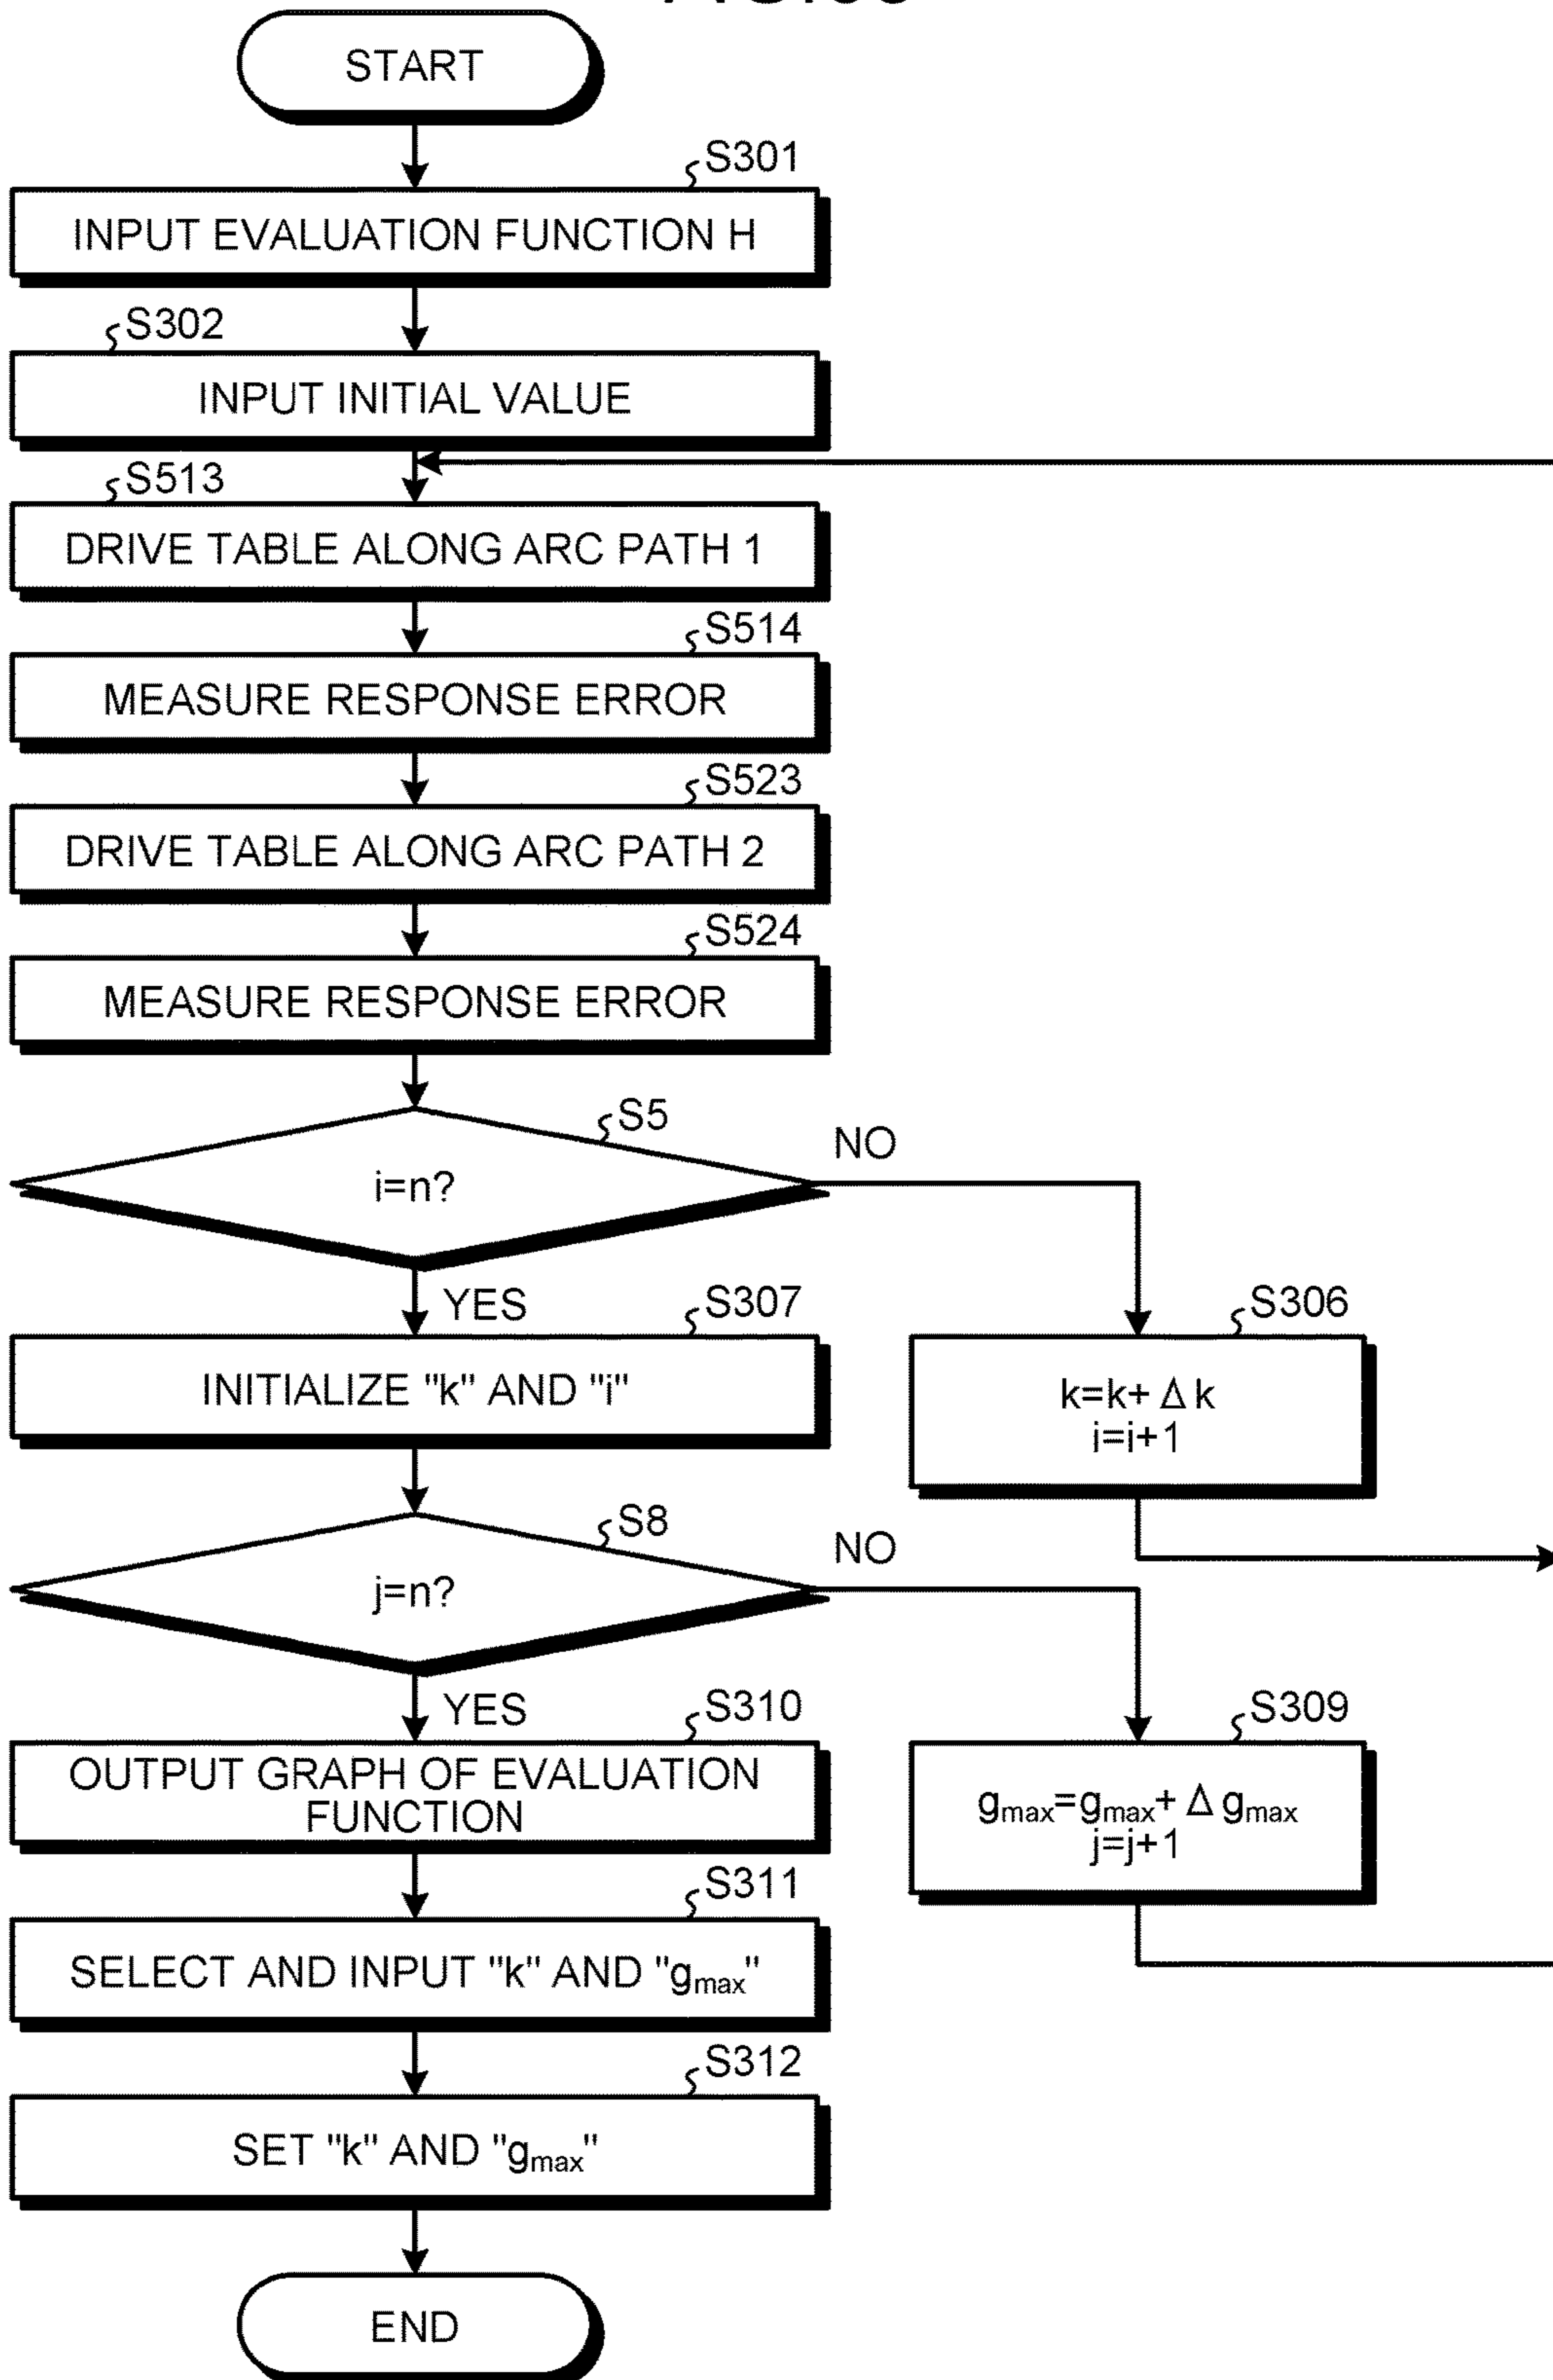 START
S301
INPUT EVALUATION FUNCTION H
S302
INPUT INITIAL VALUE
S513
DRIVE TABLE ALONG ARC PATH 1
S514
MEASURE RESPONSE ERROR
S523
DRIVE TABLE ALONG ARC PATH 2
S524
MEASURE RESPONSE ERROR
S5
NO
i=n?
YES
S307
S306
INITIALIZE "k" AND "i"
k=k+ Δ k
i=i+1
S8
NO
j=n?
YES
S310
S309
OUTPUT GRAPH OF EVALUATION
FUNCTION
gmax=gmax+ Δ gmax
j=j+1
S311
SELECT AND INPUT "k" AND "gmax"
S312
SET "k" AND "gmax"
END